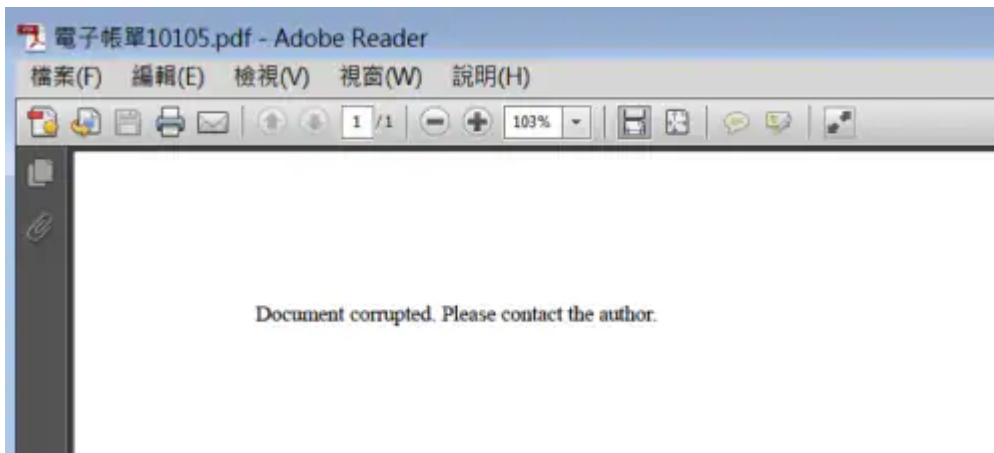 電子帳單10105.pdf - Adobe Reader
檔案(F) 編輯(E) 檢視(V) 視窗(W) 說明(H)
1 /1 103%
Document corrupted. Please contact the author.